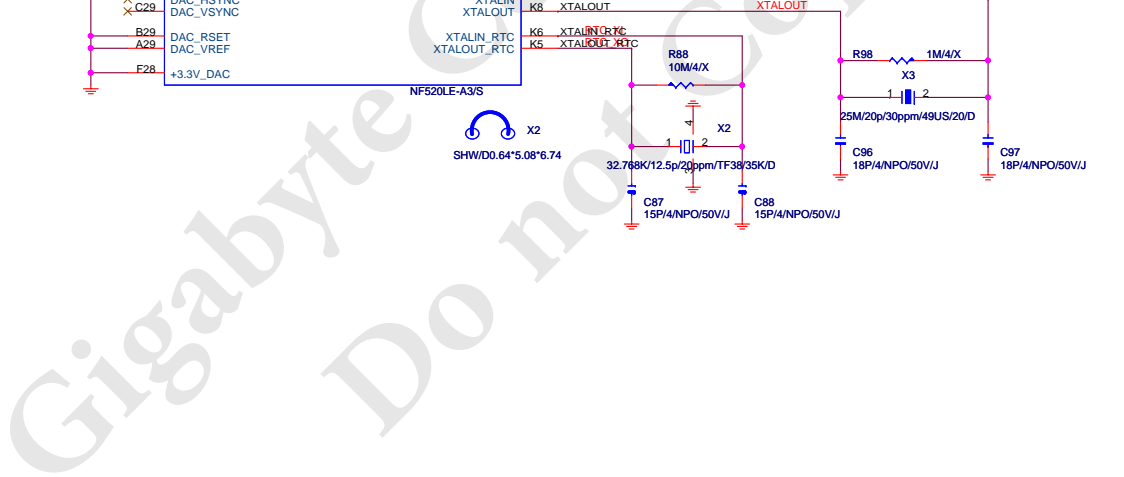 DAC_HSYNC
C29 DAC_VSYNC
XTALIN
XTALOUT K8 XTALOUT
XTALOUT
B29 DAC_RSET
A29 DAC_VREF
F28 +3.3V_DAC
XTALIN_RTC K6 XTALIN_RTC
XTALOUT_RTC K5 XTALOUT_RTC
NF520LE-A3/S
X2
SHW/D0.64*5.08*6.74
R88
10M/4/X
4
X2
1 2
32.768K/12.5p/20ppm/TF38/35K/D
C87
15P/4/NPO/50V/J
C88
15P/4/NPO/50V/J
R98 1M/4/X
X3
1 2
25M/20p/30ppm/49US/20/D
C96
18P/4/NPO/50V/J
C97
18P/4/NPO/50V/J
Gigabyte
Do not